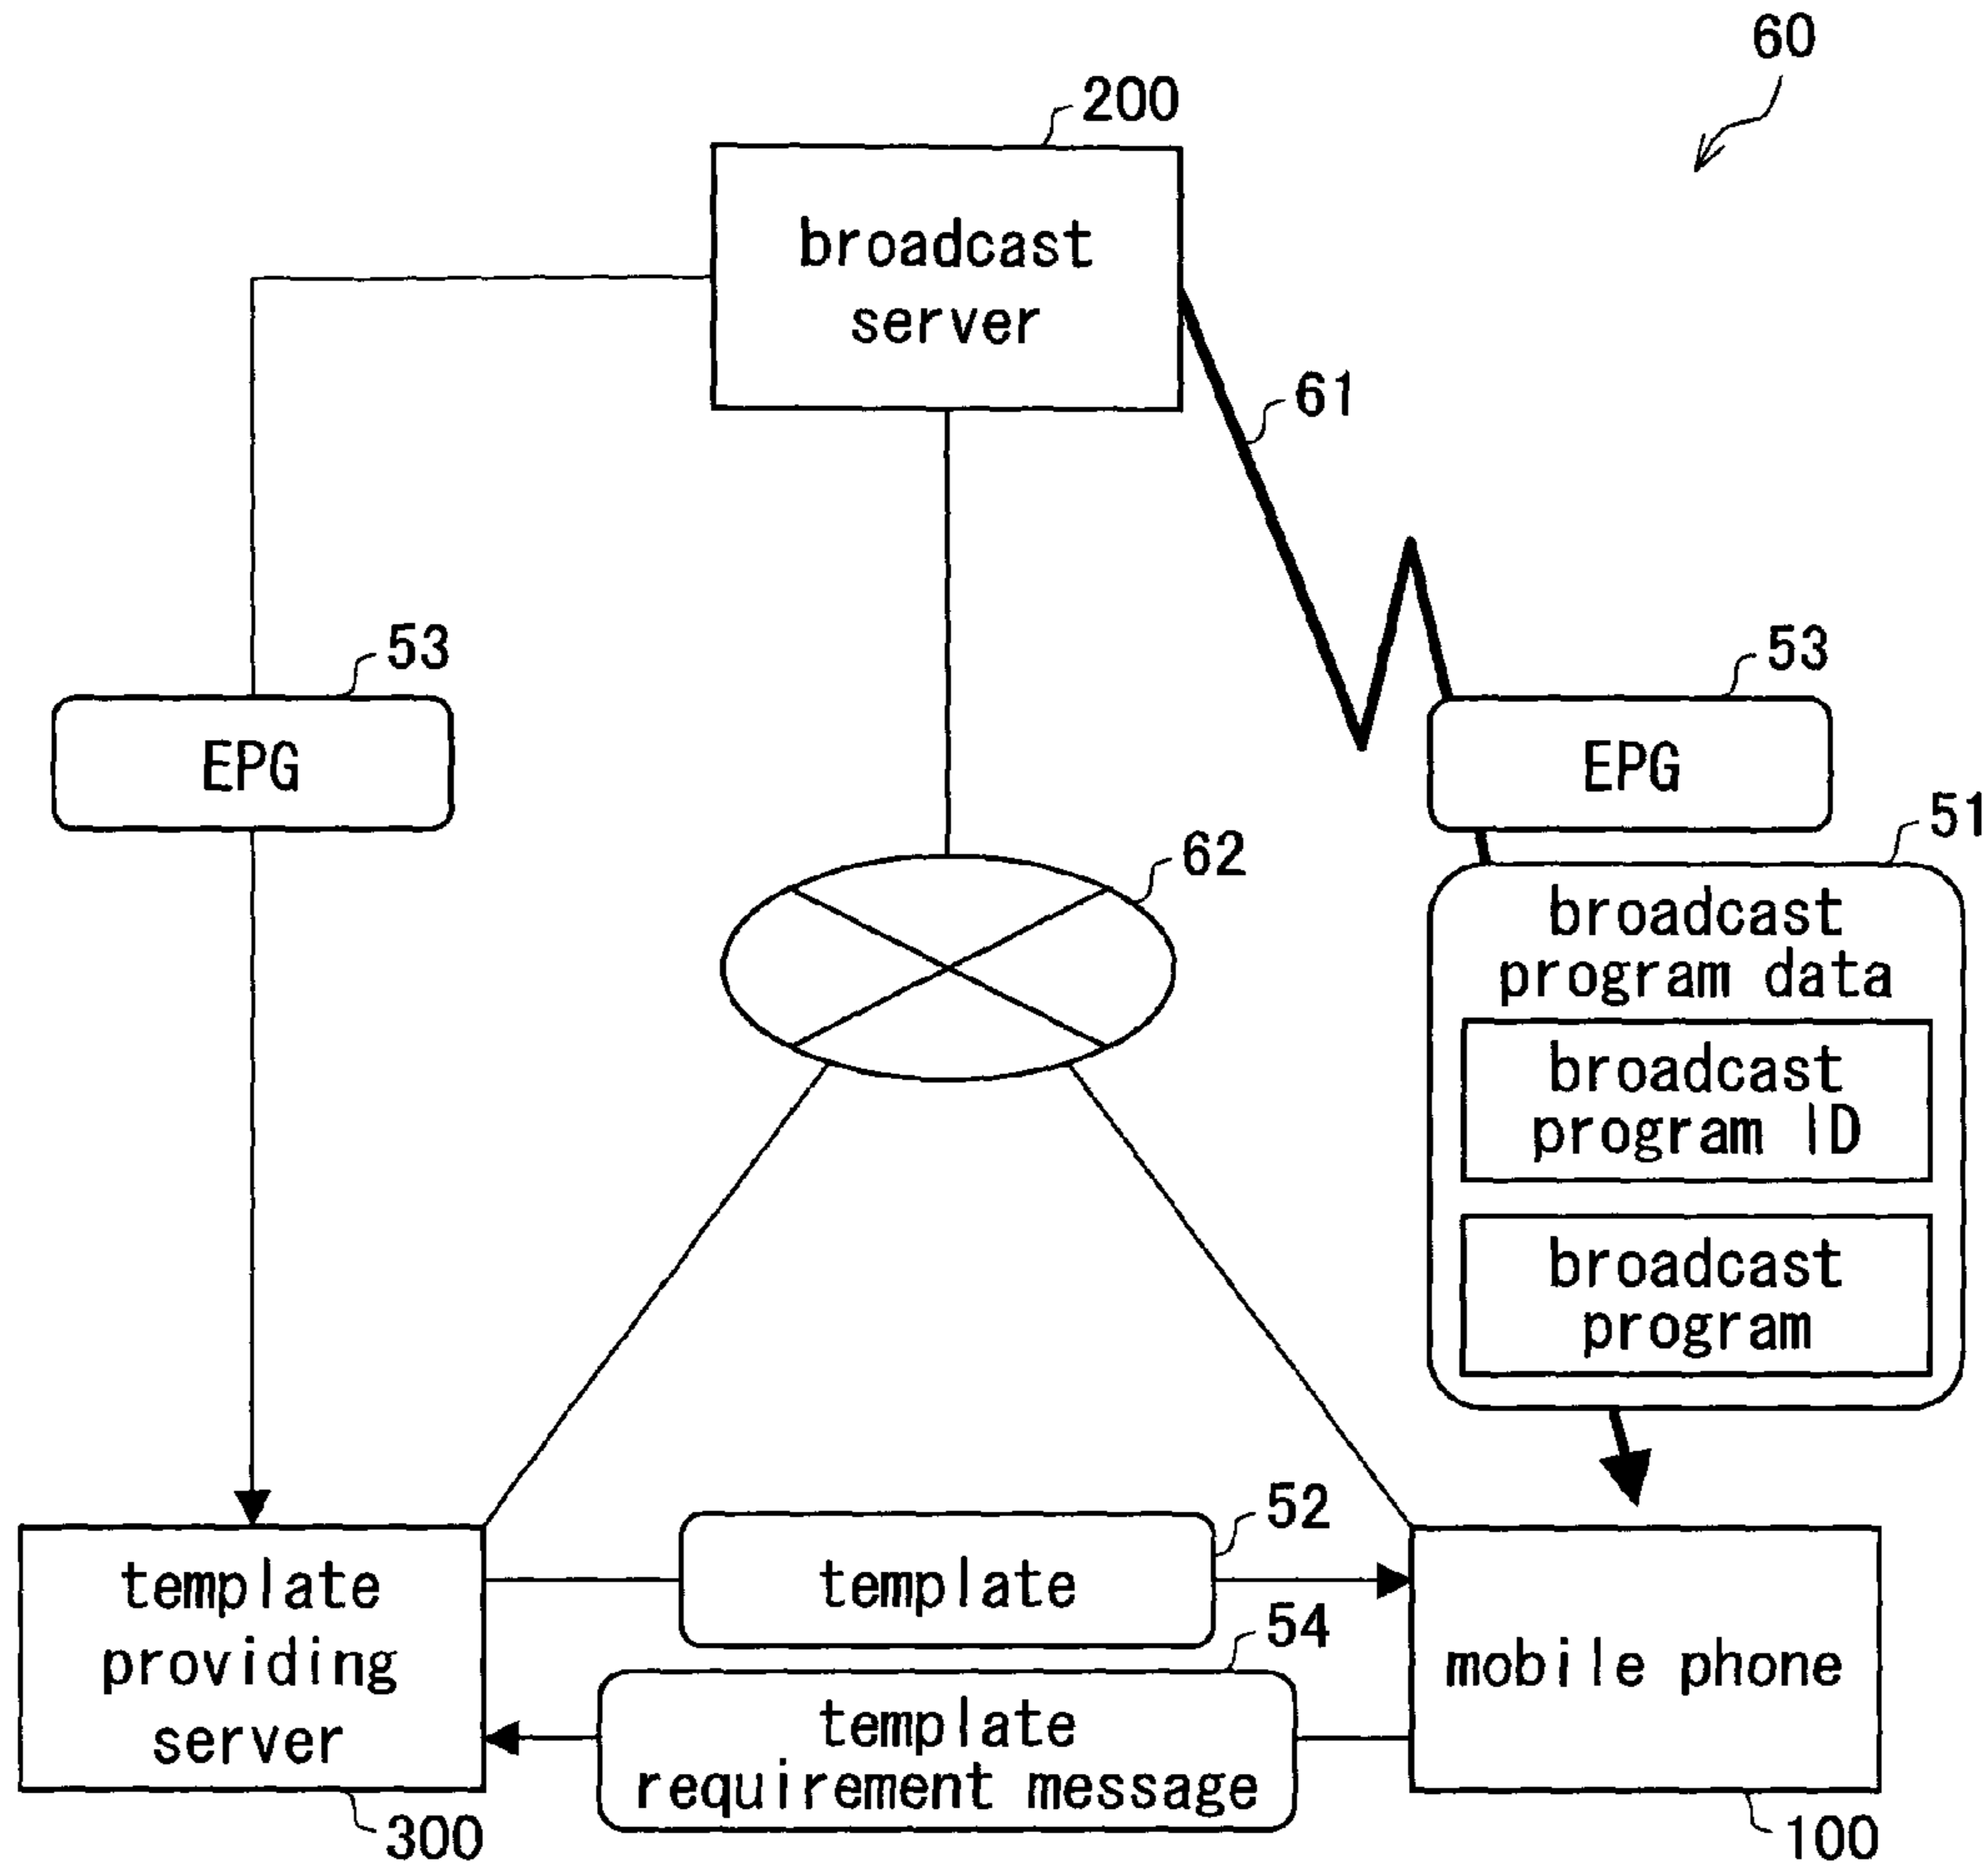 60
200
broadcast
server
61
53
EPG
53
EPG
51
62
broadcast
program data
broadcast
program ID
broadcast
program
52
template
providing
server
template
54
mobile phone
template
requirement message
300
100